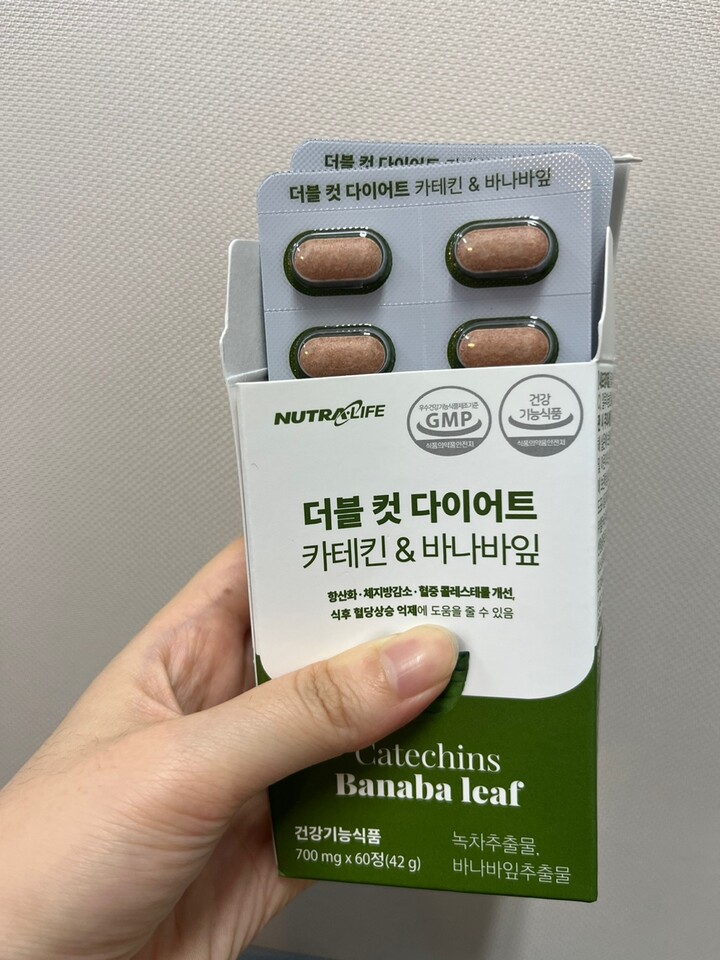 더블 컷 다이어트
더블 컷 다이어트 카테킨 & 바나바잎
NUTRALIFE
우수건강기능식품제조기준
GMP
식품의약품안전처
건강
기능식품
식품의약품안전처
더블 컷 다이어트
카테킨 & 바나바잎
항산화·체지방감소·혈중 콜레스테롤 개선,
식후 혈당상승 억제에 도움을 줄 수 있음
Catechins
Banaba leaf
건강기능식품
700 mg x 60정(42 g)
녹차추출물,
바나바잎추출물